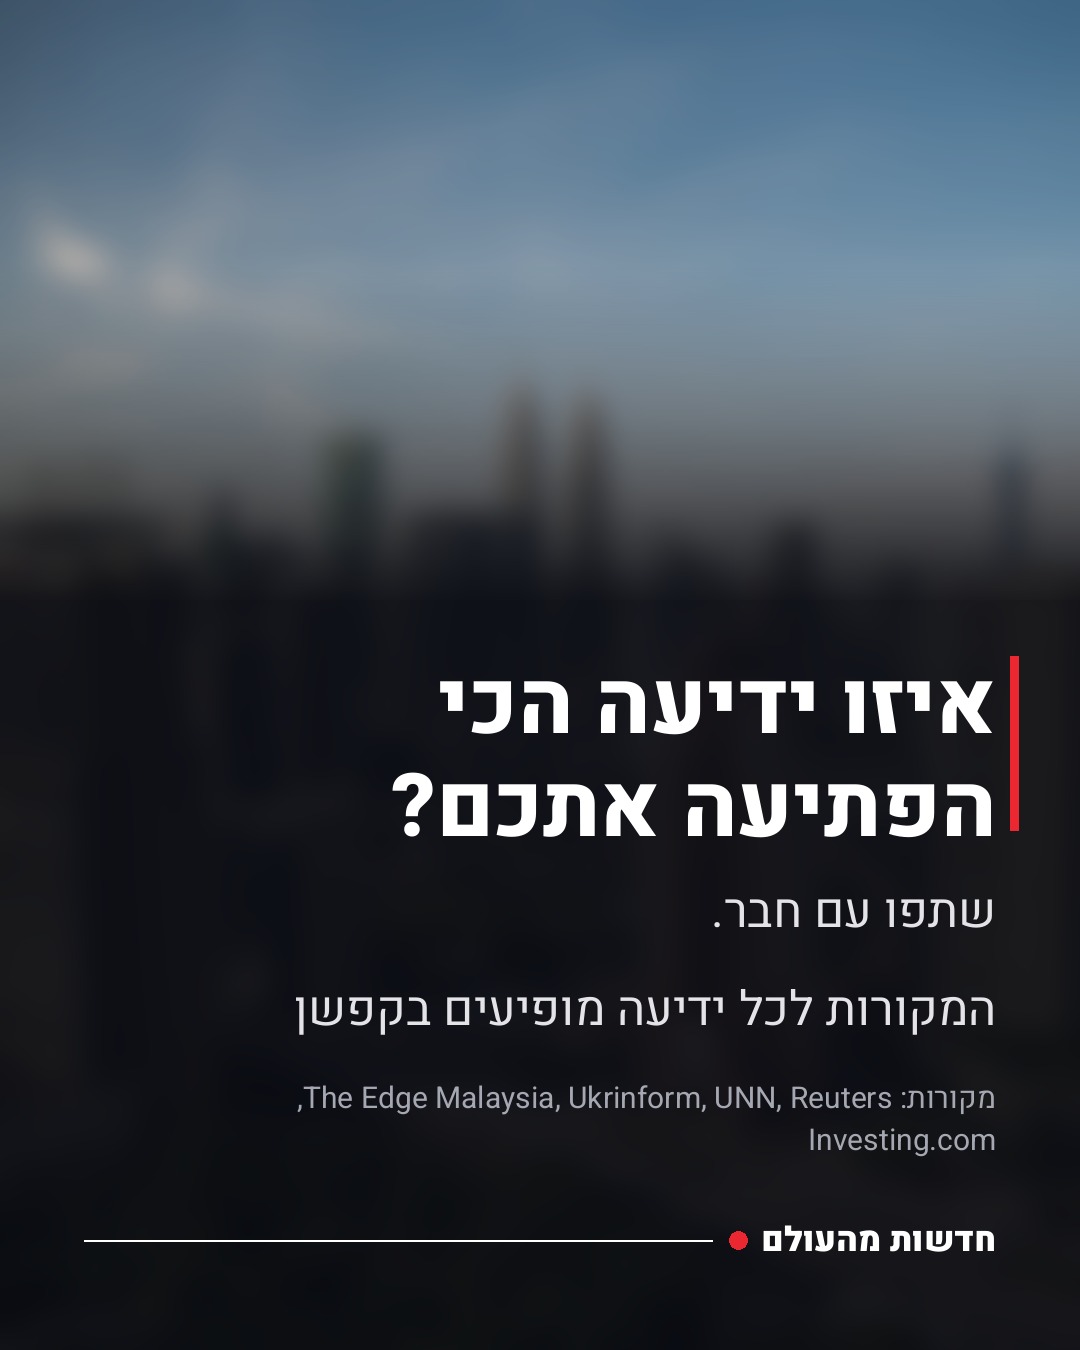 איזו ידיעה הכי
הפתיעה אתכם?
שתפו עם חבר.
המקורות לכל ידיעה מופיעים בקפשן
מקורות: The Edge Malaysia, Ukrinform, UNN, Reuters,
Investing.com
חדשות מהעולם